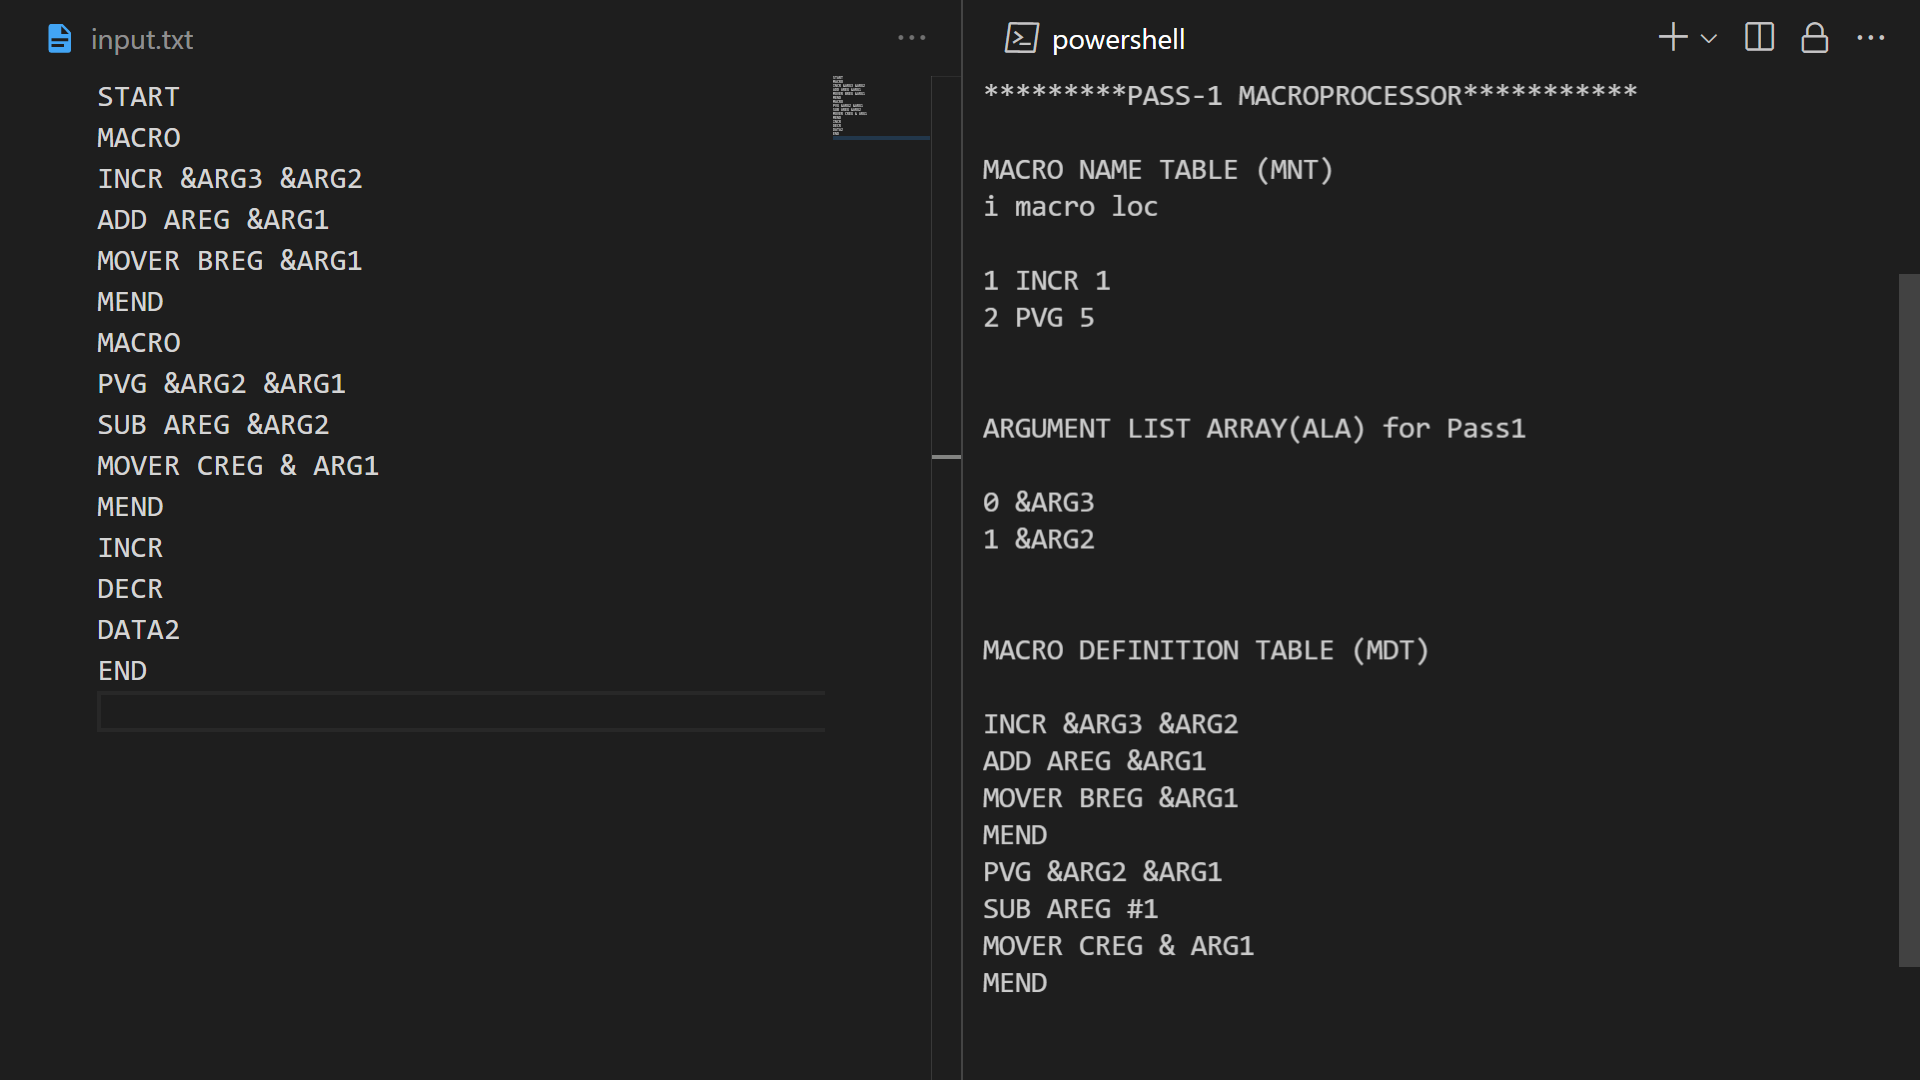 input.txt
START
MACRO
INCR &ARG3 &ARG2
ADD AREG &ARG1
MOVER BREG &ARG1
MEND
MACRO
PVG &ARG2 &ARG1
SUB AREG &ARG2
MOVER CREG & ARG1
MEND
INCR
DECR
DATA2
END
powershell
*********PASS-1 MACROPROCESSOR***********
MACRO NAME TABLE (MNT)
i macro loc
1 INCR 1
2 PVG 5
ARGUMENT LIST ARRAY(ALA) for Pass1
0 &ARG3
1 &ARG2
MACRO DEFINITION TABLE (MDT)
INCR &ARG3 &ARG2
ADD AREG &ARG1
MOVER BREG &ARG1
MEND
PVG &ARG2 &ARG1
SUB AREG #1
MOVER CREG & ARG1
MEND